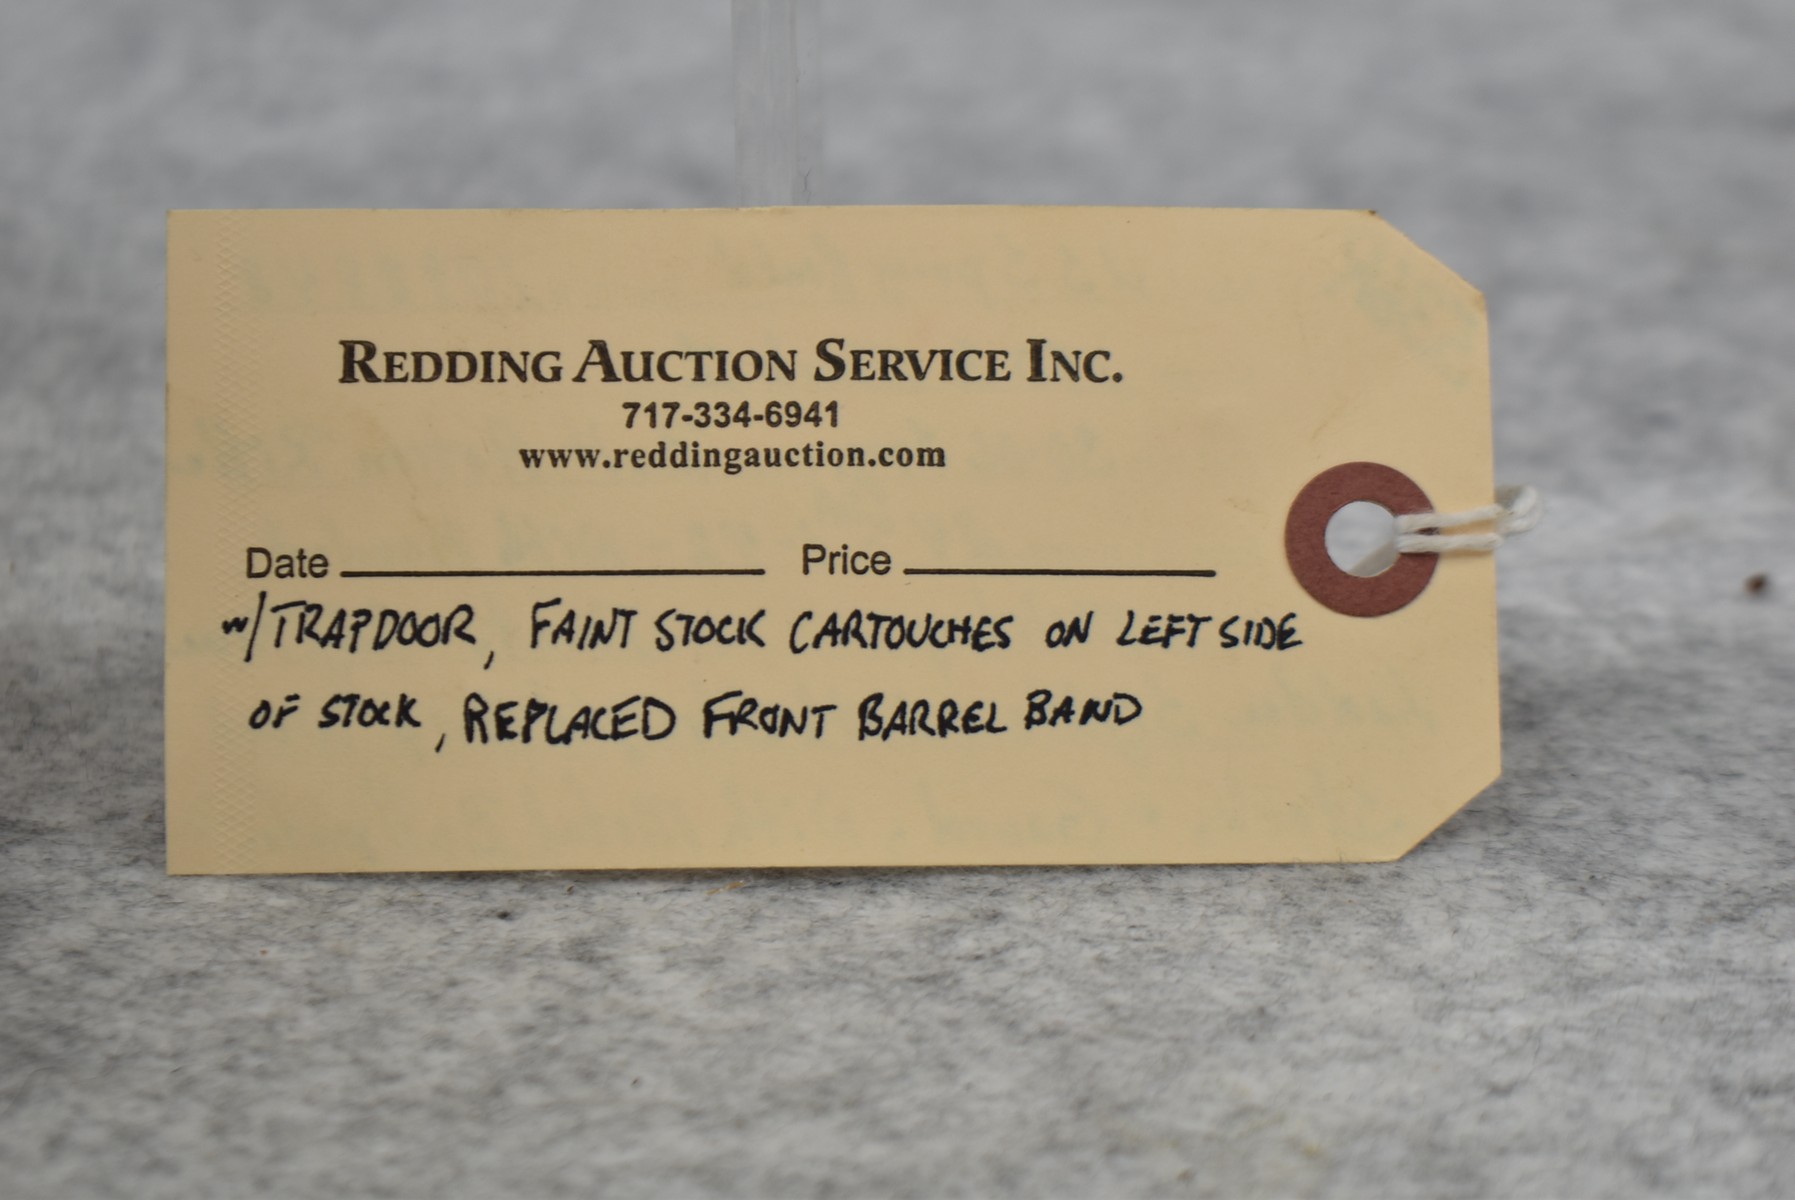 REDDING AUCTION SERVICE INC.
717-334-6941
www.reddingauction.com
Date Price
w/TRAPDOOR, FAINT STOCK CARTOUCHES ON LEFT SIDE
OF STOCK, REPLACED FRONT BARREL BAND